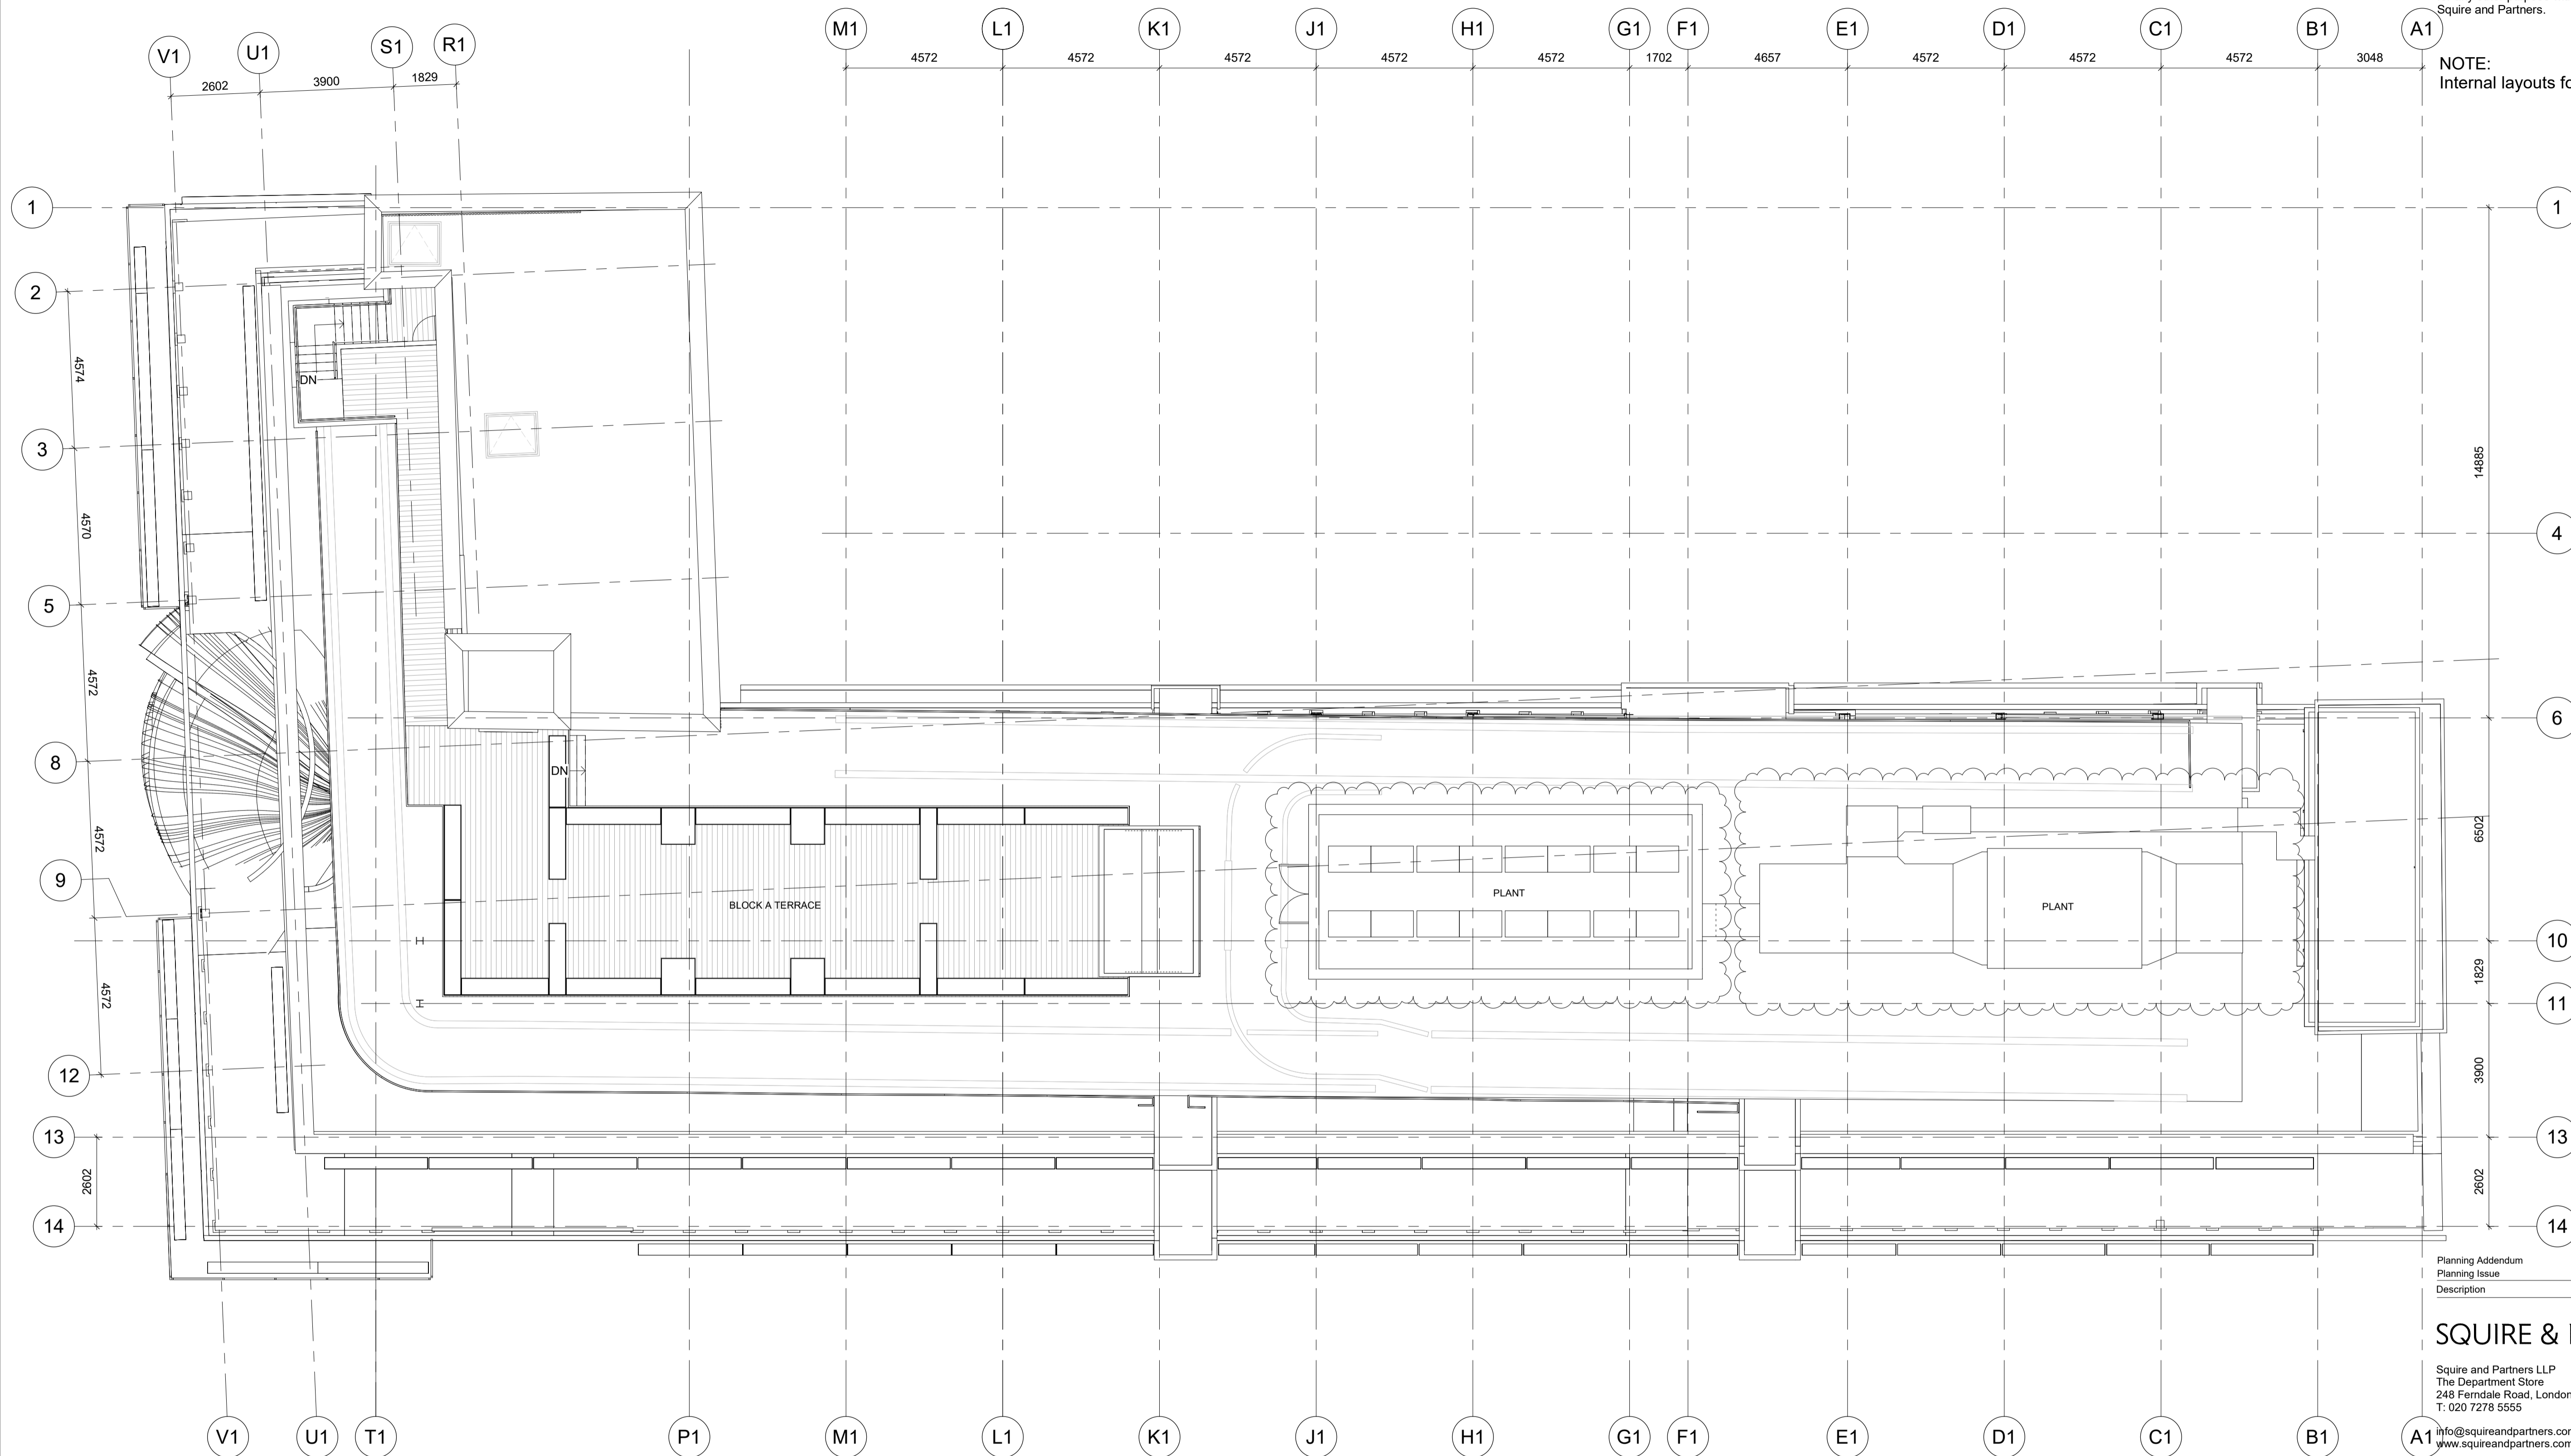 Squire and Partners.
V1 U1 S1 R1 M1 L1 K1 J1 H1 G1 F1 E1 D1 C1 B1 A1
2602 3900 1829 4572 4572 4572 4572 4572 1702 4657 4572 4572 4572 3048
NOTE:
Internal layouts fo
1 1
2
4574
DN
3
14885
4570
4
5
4572
6
8
DN
4572
6502
9
PLANT
BLOCK A TERRACE
PLANT
10
4572
1829
11
12
3900
13 13
2602
2602
14 14
Planning Addendum
Planning Issue
Description
SQUIRE &
Squire and Partners LLP
The Department Store
248 Ferndale Road, London
T: 020 7278 5555
info@squireandpartners.co
www.squireandpartners.com
V1 U1 T1 P1 M1 L1 K1 J1 H1 G1 F1 E1 D1 C1 B1 A1